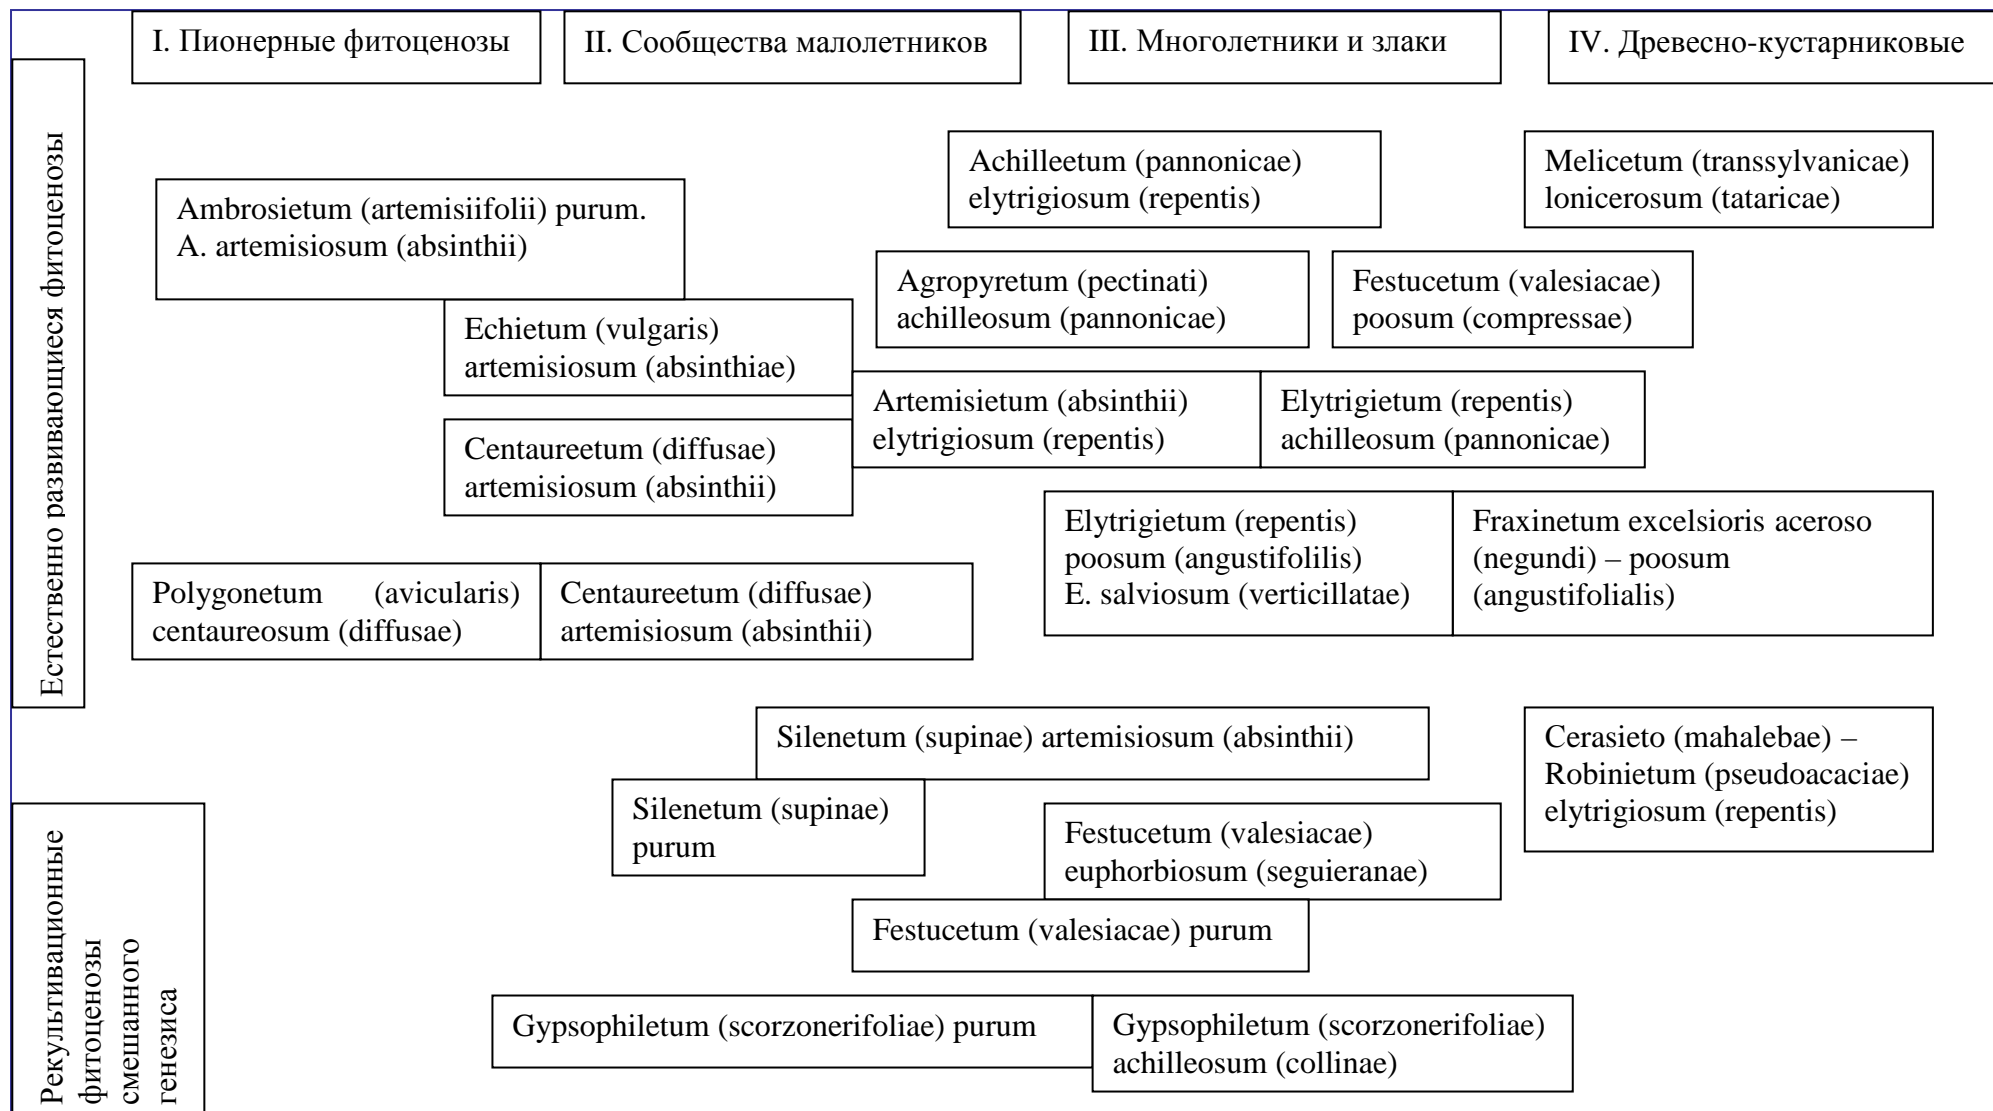 I. Пионерные фитоценозы
II. Сообщества малолетников
III. Многолетники и злаки
IV. Древесно-кустарниковые
Естественно развивающиеся фитоценозы
Achilleetum (pannonicae)
elytrigiosum (repentis)
Melicetum (transsylvanicae)
lonicerosum (tataricae)
Ambrosietum (artemisiifolii) purum.
A. artemisiosum (absinthii)
Agropyretum (pectinati)
achilleosum (pannonicae)
Festucetum (valesiacae)
poosum (compressae)
Echietum (vulgaris)
artemisiosum (absinthiae)
Artemisietum (absinthii)
elytrigiosum (repentis)
Elytrigietum (repentis)
achilleosum (pannonicae)
Centaureetum (diffusae)
artemisiosum (absinthii)
Elytrigietum (repentis)
poosum (angustifolilis)
E. salviosum (verticillatae)
Fraxinetum excelsioris aceroso
(negundi) – poosum
(angustifolialis)
Polygonetum (avicularis)
centaureosum (diffusae)
Centaureetum (diffusae)
artemisiosum (absinthii)
Silenetum (supinae) artemisiosum (absinthii)
Cerasieto (mahalebae) –
Robinietum (pseudoacaciae)
elytrigiosum (repentis)
Silenetum (supinae)
purum
Рекультивационные
фитоценозы
смешанного
генезиса
Festucetum (valesiacae)
euphorbiosum (seguieranae)
Festucetum (valesiacae) purum
Gypsophiletum (scorzonerifoliae) purum
Gypsophiletum (scorzonerifoliae)
achilleosum (collinae)